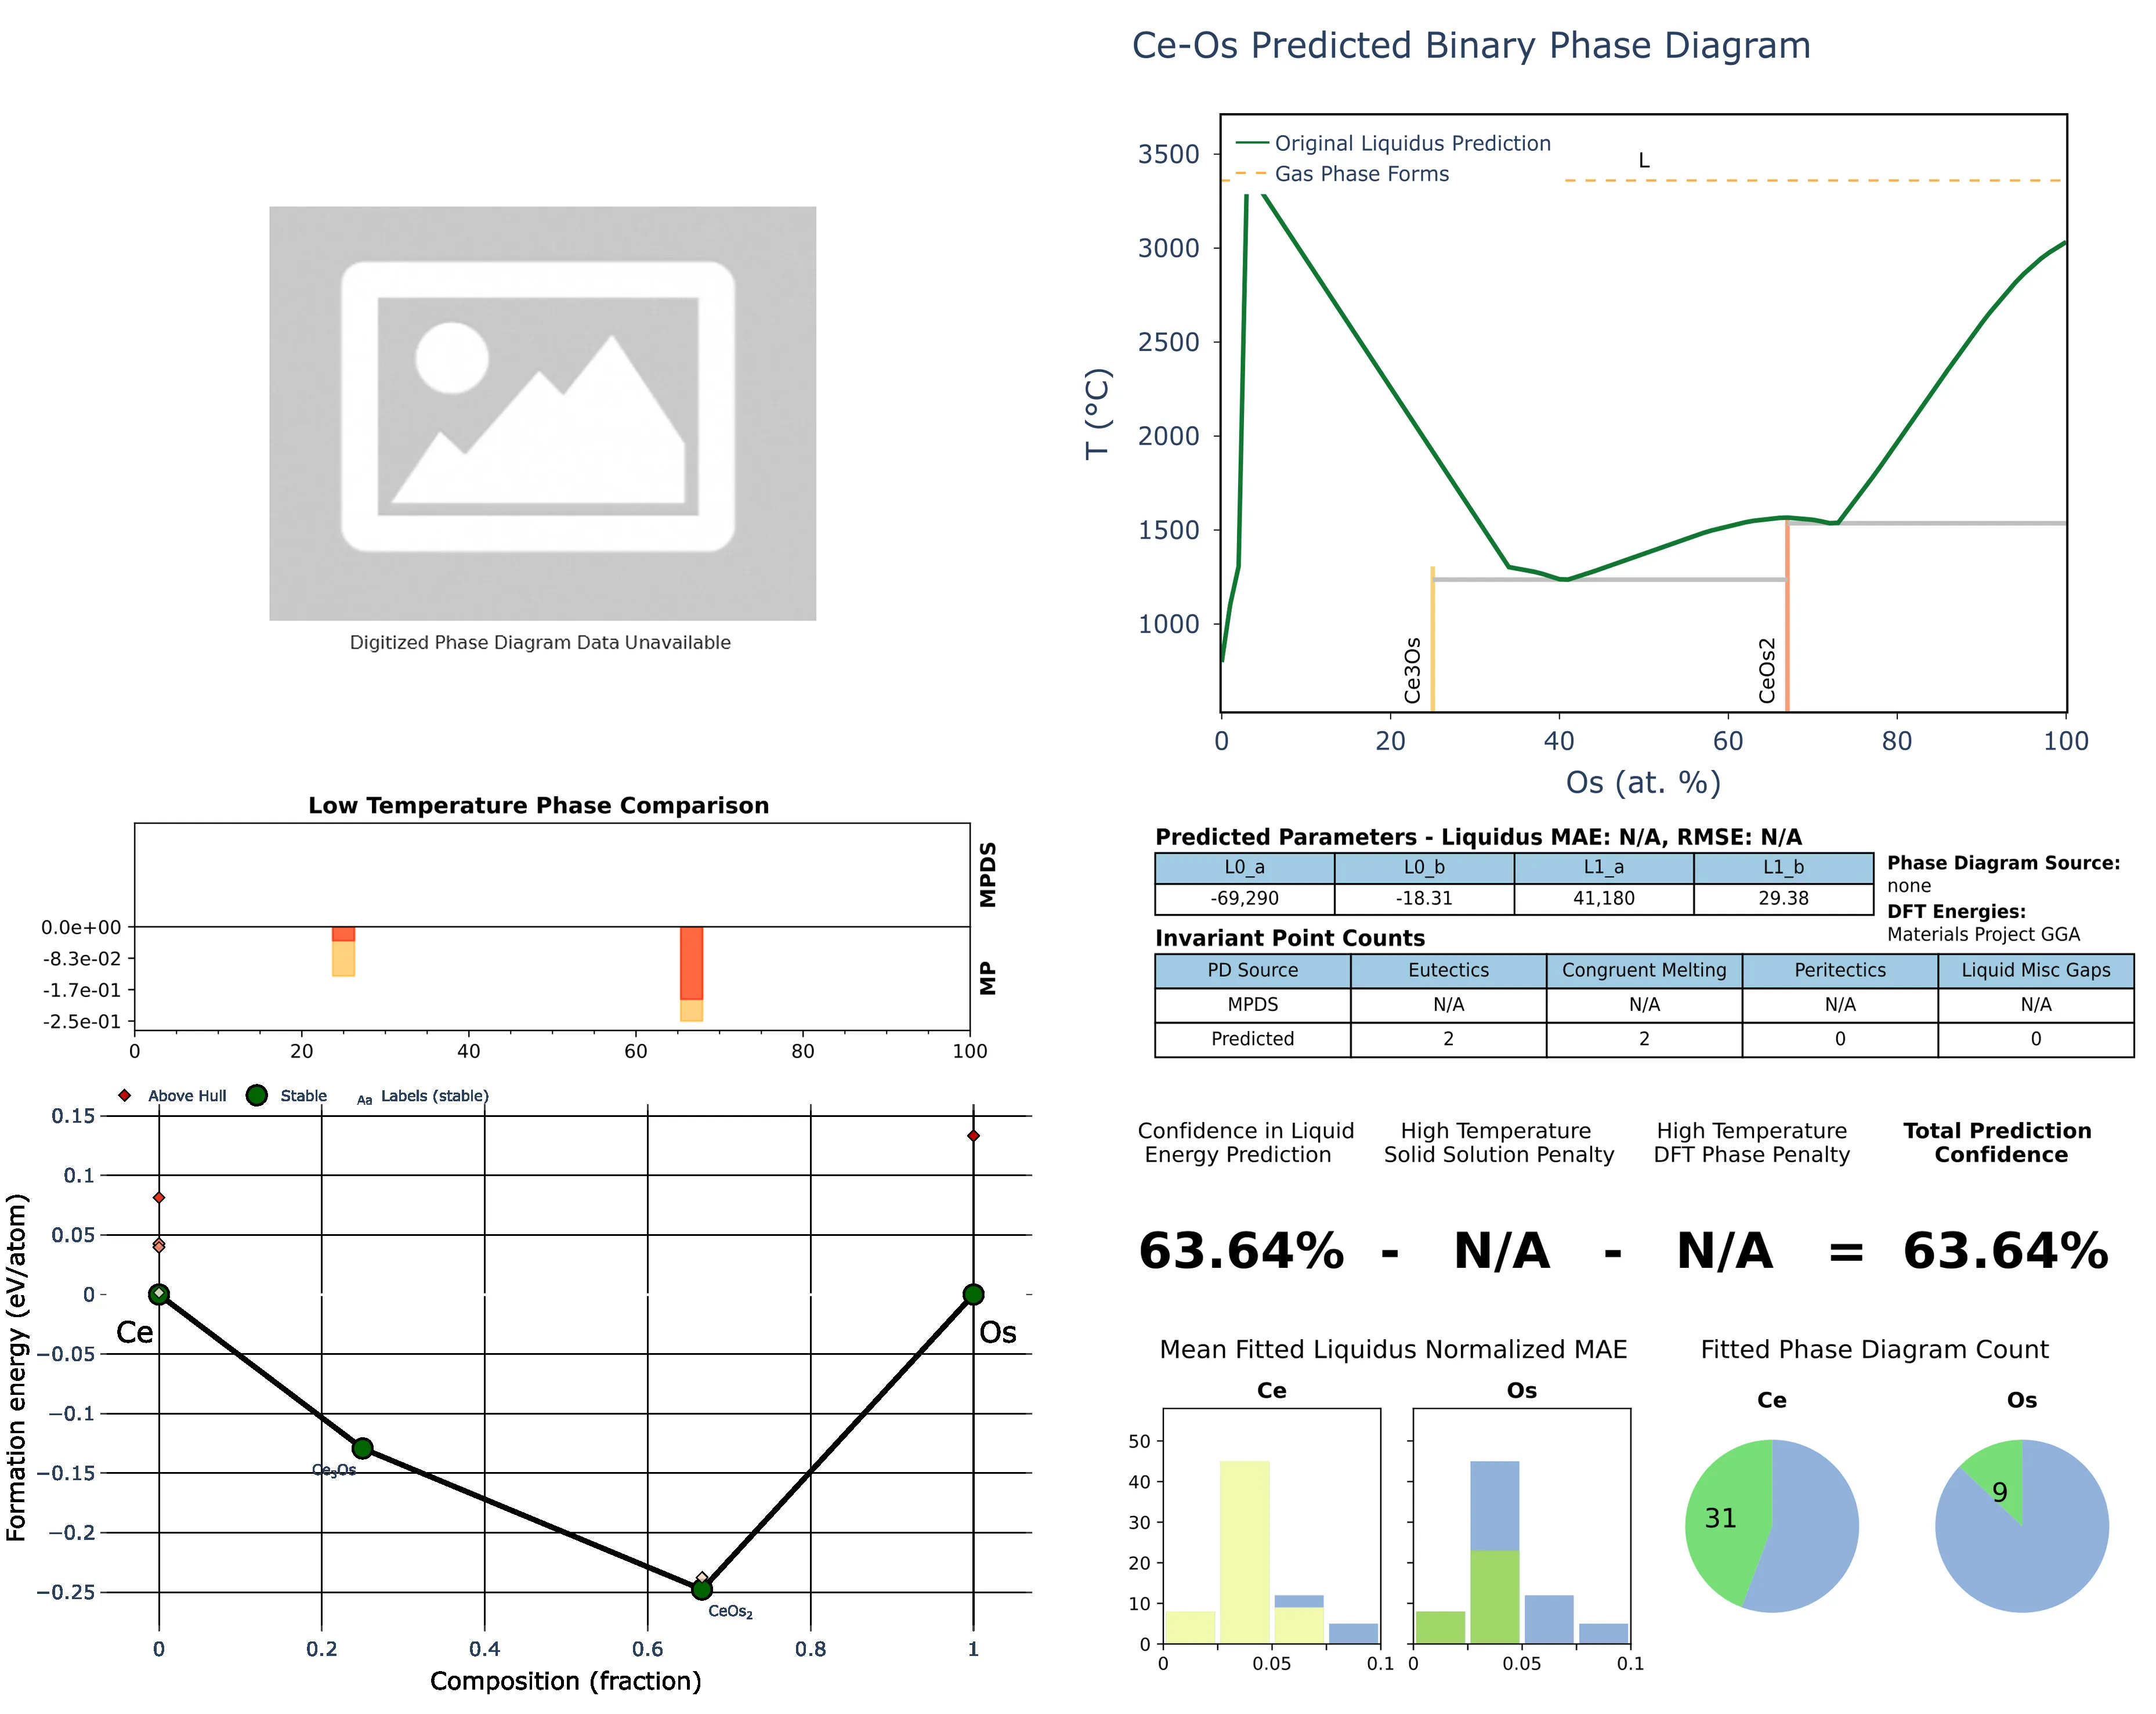 Digitized Phase Diagram Data Unavailable
Ce-Os Predicted Binary Phase Diagram
Original Liquidus Prediction
Gas Phase Forms
L
3500
3000
2500
2000
1500
1000
T (°C)
Ce3Os
CeOs2
0 20 40 60 80 100
Os (at. %)
Low Temperature Phase Comparison
MPDS
MP
0.0e+00
-8.3e-02
-1.7e-01
-2.5e-01
0 20 40 60 80 100
Predicted Parameters - Liquidus MAE: N/A, RMSE: N/A
L0_a L0_b L1_a L1_b
-69,290 -18.31 41,180 29.38
Phase Diagram Source:
none
DFT Energies:
Materials Project GGA
Invariant Point Counts
PD Source Eutectics Congruent Melting Peritectics Liquid Misc Gaps
MPDS N/A N/A N/A N/A
Predicted 2 2 0 0
Above Hull Stable Aa Labels (stable)
0.15
0.1
0.05
0
−0.05
−0.1
−0.15
−0.2
−0.25
Formation energy (eV/atom)
Ce
Os
Ce₃Os
CeOs₂
0 0.2 0.4 0.6 0.8 1
Composition (fraction)
Confidence in Liquid
Energy Prediction
High Temperature
Solid Solution Penalty
High Temperature
DFT Phase Penalty
Total Prediction
Confidence
63.64% - N/A - N/A = 63.64%
Mean Fitted Liquidus Normalized MAE
Ce
Os
50
40
30
20
10
0
0 0.05 0.1
0 0.05 0.1
Fitted Phase Diagram Count
Ce
Os
31
9